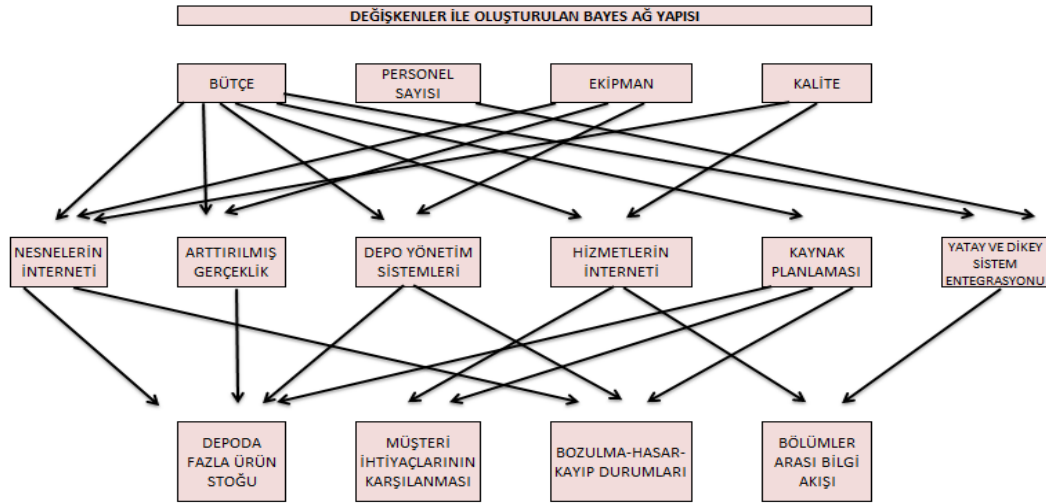 DEĞİŞKENLER İLE OLUŞTURULAN BAYES AĞ YAPISI
BÜTÇE
PERSONEL
SAYISI
EKİPMAN
KALİTE
NESNELERİN
İNTERNETİ
ARTTIRILMIŞ
GERÇEKLİK
DEPO YÖNETİM
SİSTEMLERİ
HİZMETLERİN
İNTERNETİ
KAYNAK
PLANLAMASI
YATAY VE DİKEY
SİSTEM
ENTEGRASYONU
DEPODA
FAZLA ÜRÜN
STOĞU
MÜŞTERİ
İHTİYAÇLARININ
KARŞILANMASI
BOZULMA-HASAR-
KAYIP DURUMLARI
BÖLÜMLER
ARASI BİLGİ
AKIŞI